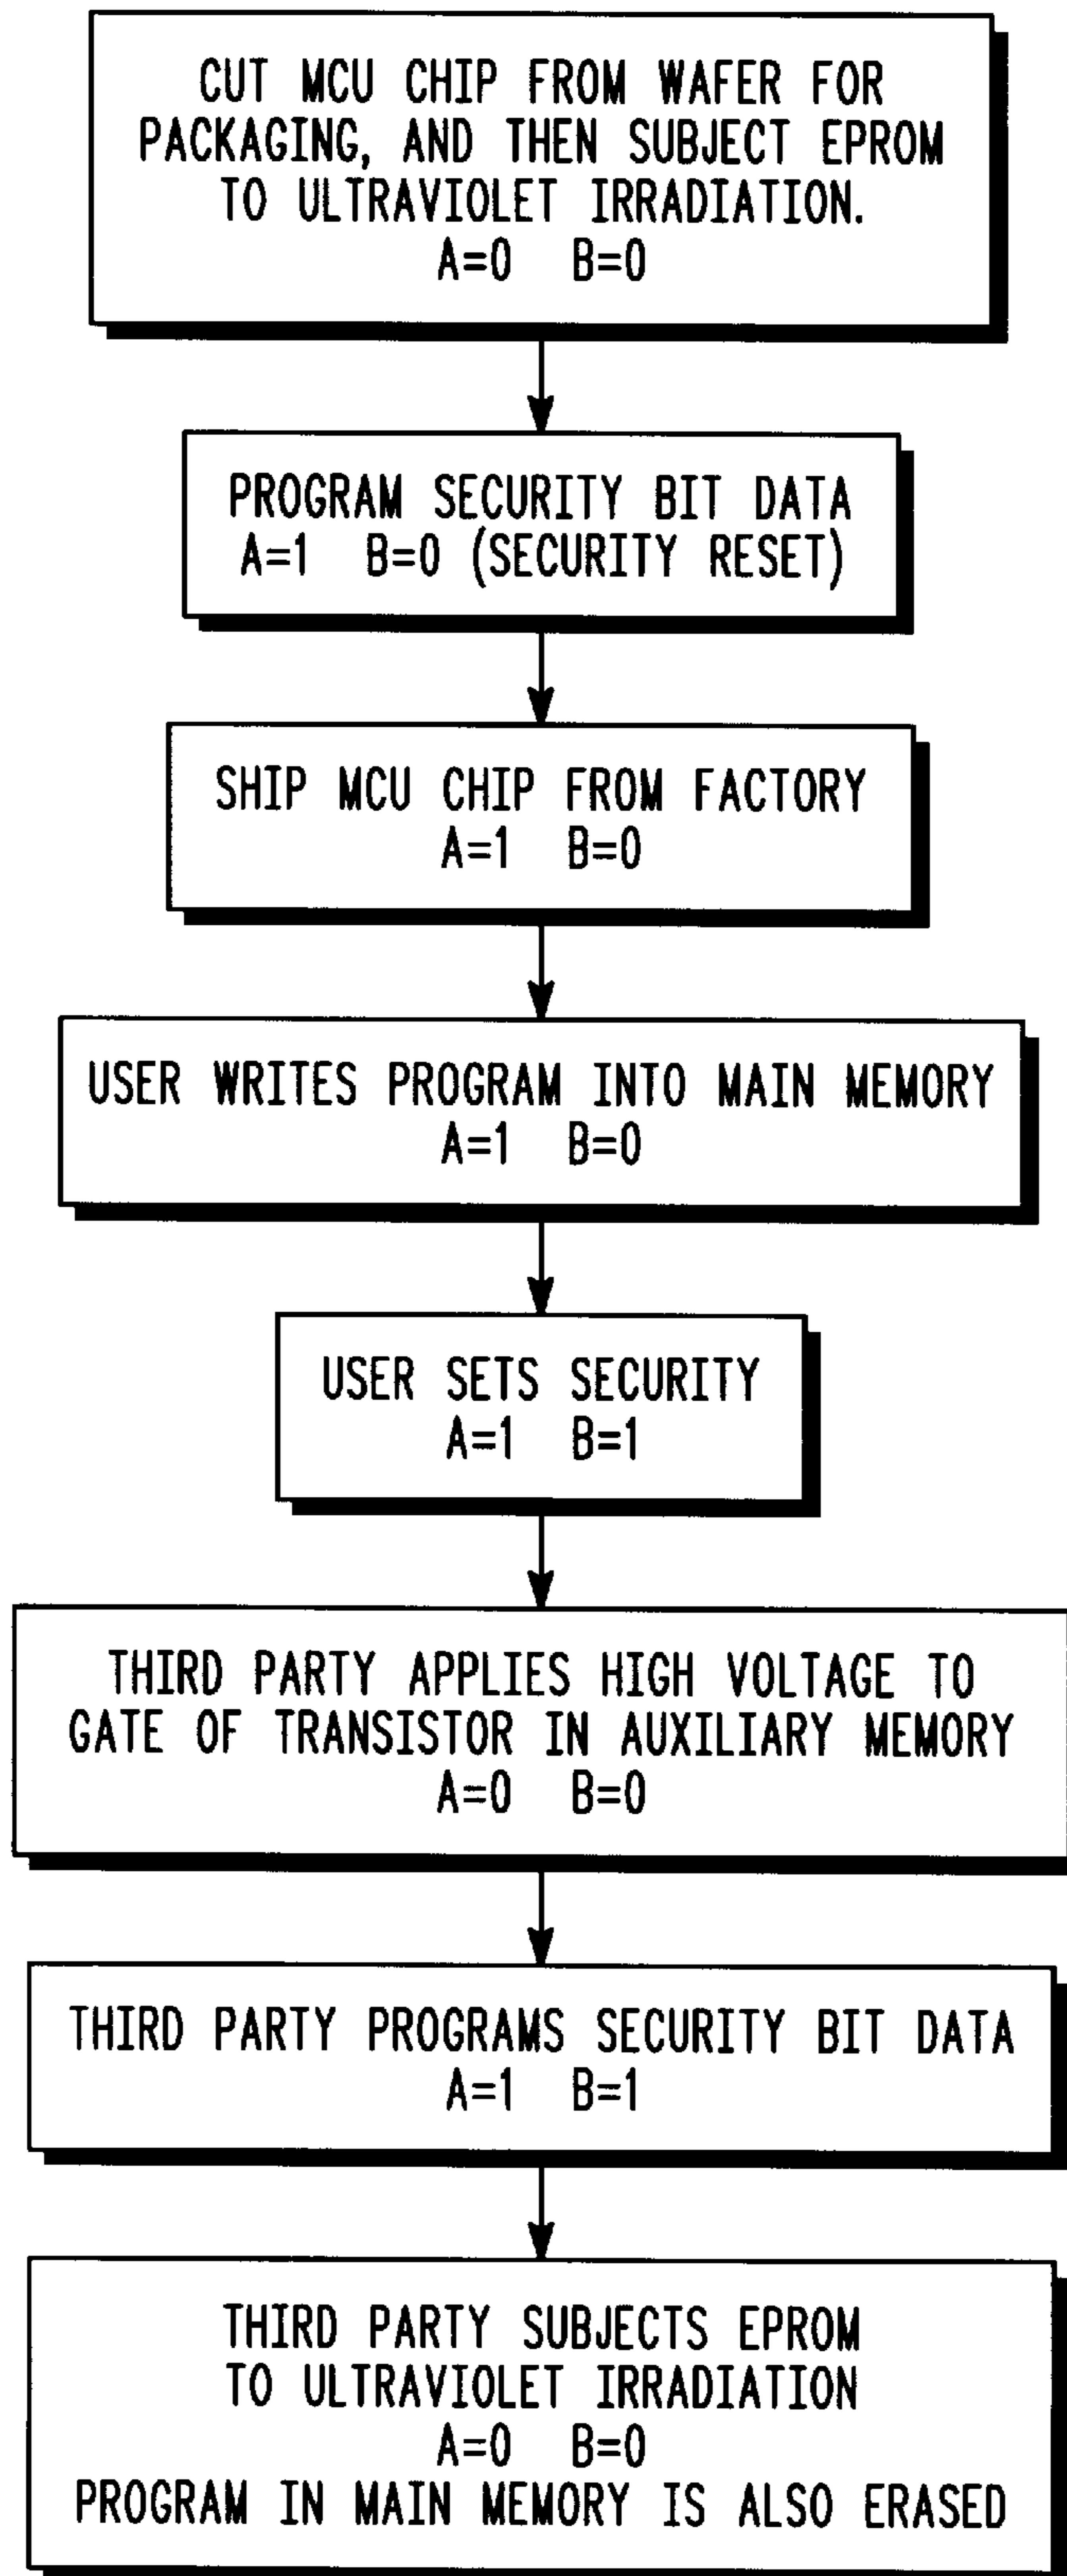 CUT MCU CHIP FROM WAFER FOR
PACKAGING, AND THEN SUBJECT EPROM
TO ULTRAVIOLET IRRADIATION.
A=0 B=0
PROGRAM SECURITY BIT DATA
A=1 B=0 (SECURITY RESET)
SHIP MCU CHIP FROM FACTORY
A=1 B=0
USER WRITES PROGRAM INTO MAIN MEMORY
A=1 B=0
USER SETS SECURITY
A=1 B=1
THIRD PARTY APPLIES HIGH VOLTAGE TO
GATE OF TRANSISTOR IN AUXILIARY MEMORY
A=0 B=0
THIRD PARTY PROGRAMS SECURITY BIT DATA
A=1 B=1
THIRD PARTY SUBJECTS EPROM
TO ULTRAVIOLET IRRADIATION
A=0 B=0
PROGRAM IN MAIN MEMORY IS ALSO ERASED